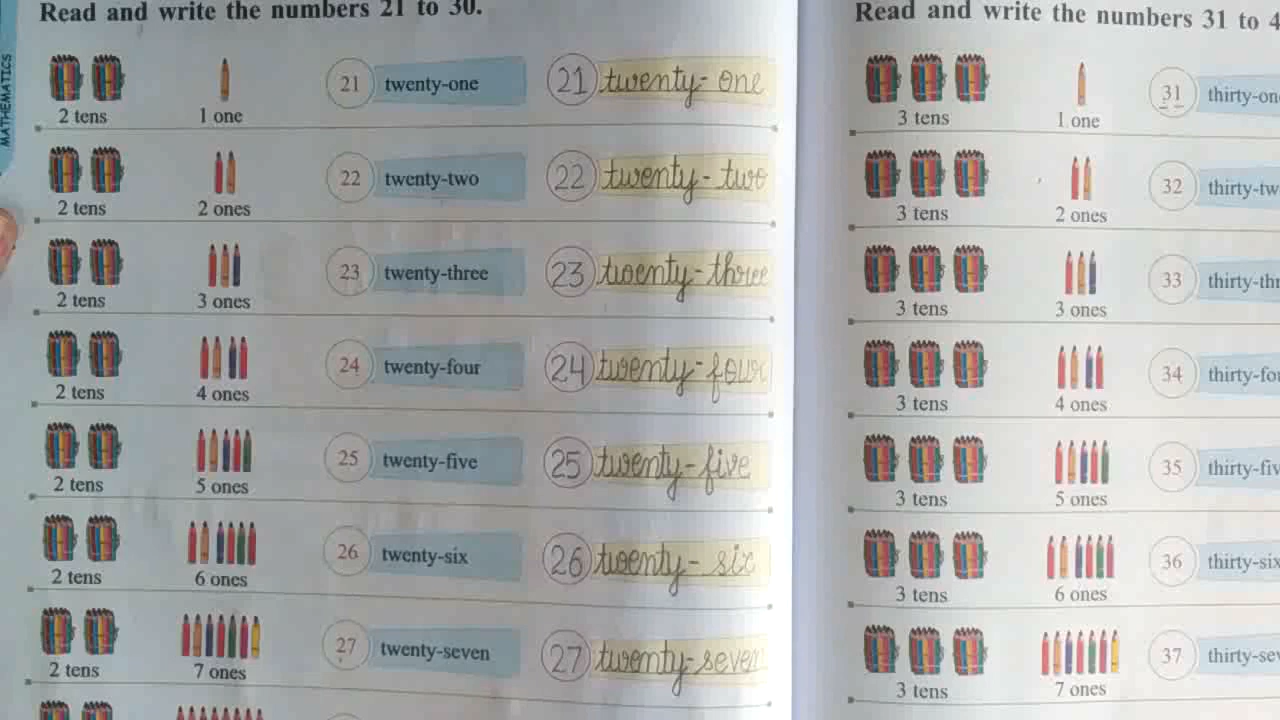 MATHEMATICS
Read and write the numbers 21 to 30.
2 tens 1 one 21 twenty-one 21 twenty-one
2 tens 2 ones 22 twenty-two 22 twenty-two
2 tens 3 ones 23 twenty-three 23 twenty-three
2 tens 4 ones 24 twenty-four 24 twenty-four
2 tens 5 ones 25 twenty-five 25 twenty-five
2 tens 6 ones 26 twenty-six 26 twenty-six
2 tens 7 ones 27 twenty-seven 27 twenty-seven
Read and write the numbers 31 to 4
3 tens 1 one 31 thirty-on
3 tens 2 ones 32 thirty-tw
3 tens 3 ones 33 thirty-thr
3 tens 4 ones 34 thirty-fou
3 tens 5 ones 35 thirty-fiv
3 tens 6 ones 36 thirty-six
3 tens 7 ones 37 thirty-sev